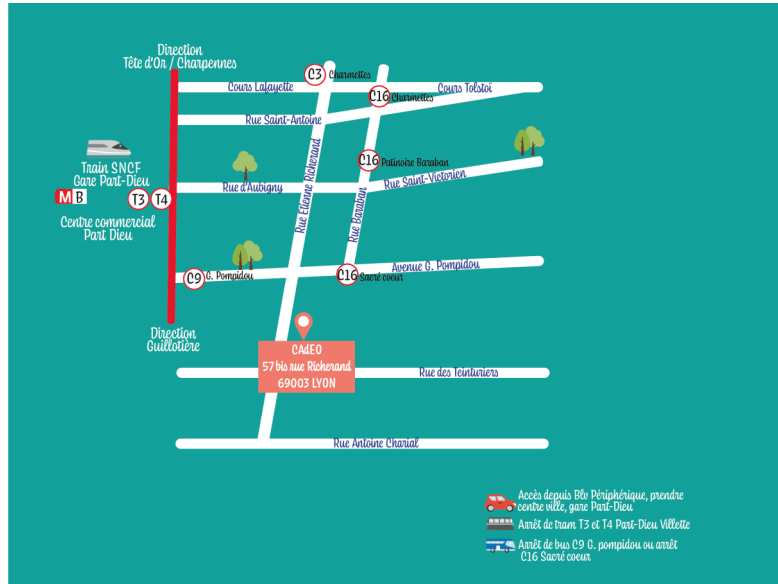 Direction
Tête d'Or / Charpennes
C3 Charmettes
Cours Lafayette
C16 Charmettes
Cours Tolstoï
Rue Saint-Antoine
Train SNCF
Gare Part-Dieu
M B
T3 T4
Centre commercial
Part Dieu
C16 Patinoire Baraban
Rue d'Aubigny
Rue Saint-Victorien
Rue Etienne Richerand
Rue Baraban
C9 G. Pompidou
C16 Sacré coeur
Avenue G. Pompidou
Direction
Guillotière
CAdEO
57 bis rue Richerand
69003 LYON
Rue des Teinturiers
Rue Antoine Charial
Accès depuis Blv Périphérique, prendre
centre ville, gare Part-Dieu
Arrêt de tram T3 et T4 Part-Dieu Villette
Arrêt de bus C9 G. pompidou ou arrêt
C16 Sacré coeur